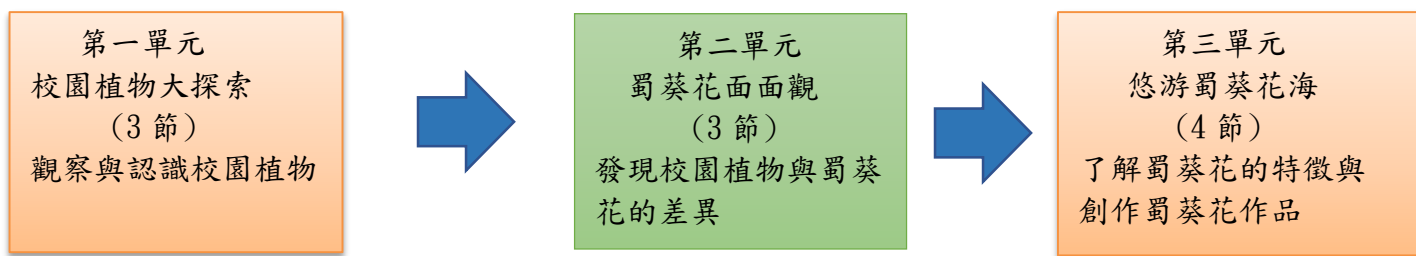 第一單元
校園植物大探索
(3 節)
觀察與認識校園植物
第二單元
蜀葵花面面觀
(3 節)
發現校園植物與蜀葵
花的差異
第三單元
悠游蜀葵花海
(4 節)
了解蜀葵花的特徵與
創作蜀葵花作品